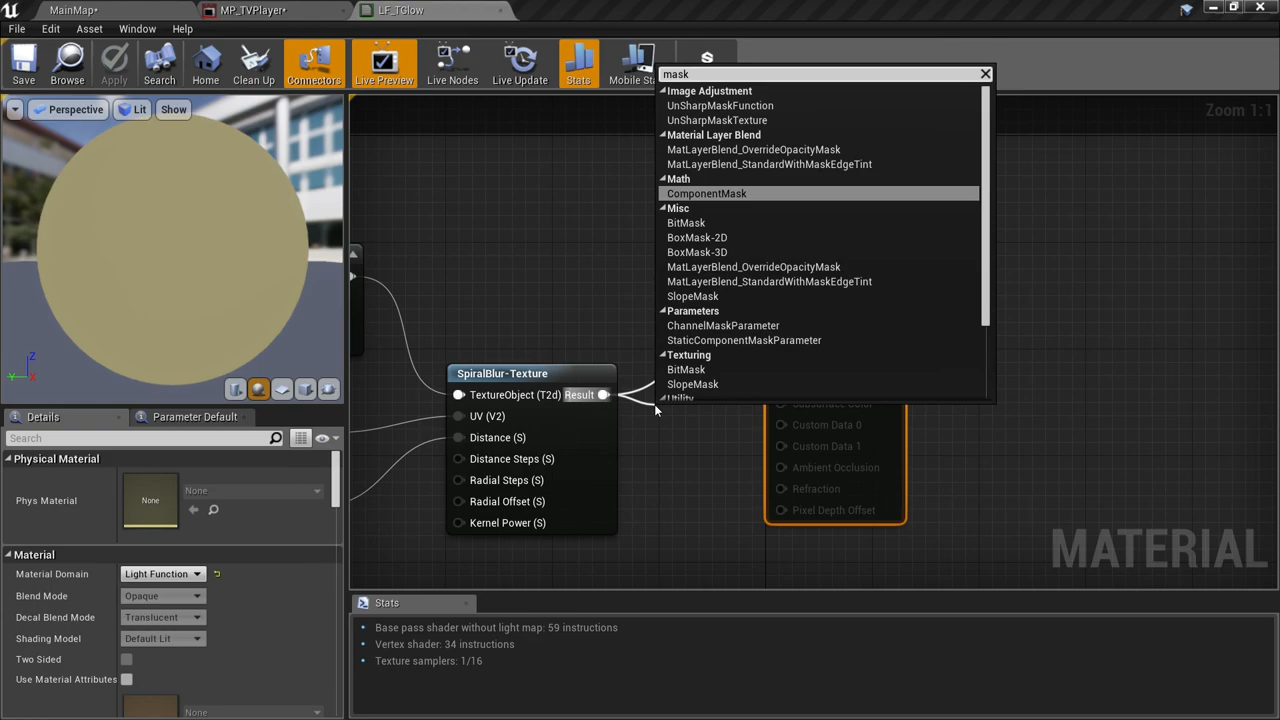 MainMap*
MP_TVPlayer*
LF_TGlow
File
Edit
Asset
Window
Help
Save
Browse
Apply
Search
Home
Clean Up
Connectors
Live Preview
Live Nodes
Live Update
Stats
Mobile
mask
Perspective
Lit
Show
Zoom 1:1
Image Adjustment
UnSharpMaskFunction
UnSharpMaskTexture
Material Layer Blend
MatLayerBlend_OverrideOpacityMask
MatLayerBlend_StandardWithMaskEdgeTint
Math
ComponentMask
Misc
BitMask
BoxMask-2D
BoxMask-3D
MatLayerBlend_OverrideOpacityMask
MatLayerBlend_StandardWithMaskEdgeTint
SlopeMask
Parameters
ChannelMaskParameter
StaticComponentMaskParameter
Texturing
BitMask
SlopeMask
Utility
SpiralBlur-Texture
TextureObject (T2d)
Result
UV (V2)
Distance (S)
Distance Steps (S)
Radial Steps (S)
Radial Offset (S)
Kernel Power (S)
Subsurface Color
Custom Data 0
Custom Data 1
Ambient Occlusion
Refraction
Pixel Depth Offset
MATERIAL
Z
Y
X
Details
Parameter Default
Search
Physical Material
Phys Material
None
None
Material
Material Domain
Light Function
Blend Mode
Opaque
Decal Blend Mode
Translucent
Shading Model
Default Lit
Two Sided
Use Material Attributes
None
Stats
Base pass shader without light map: 59 instructions
Vertex shader: 34 instructions
Texture samplers: 1/16